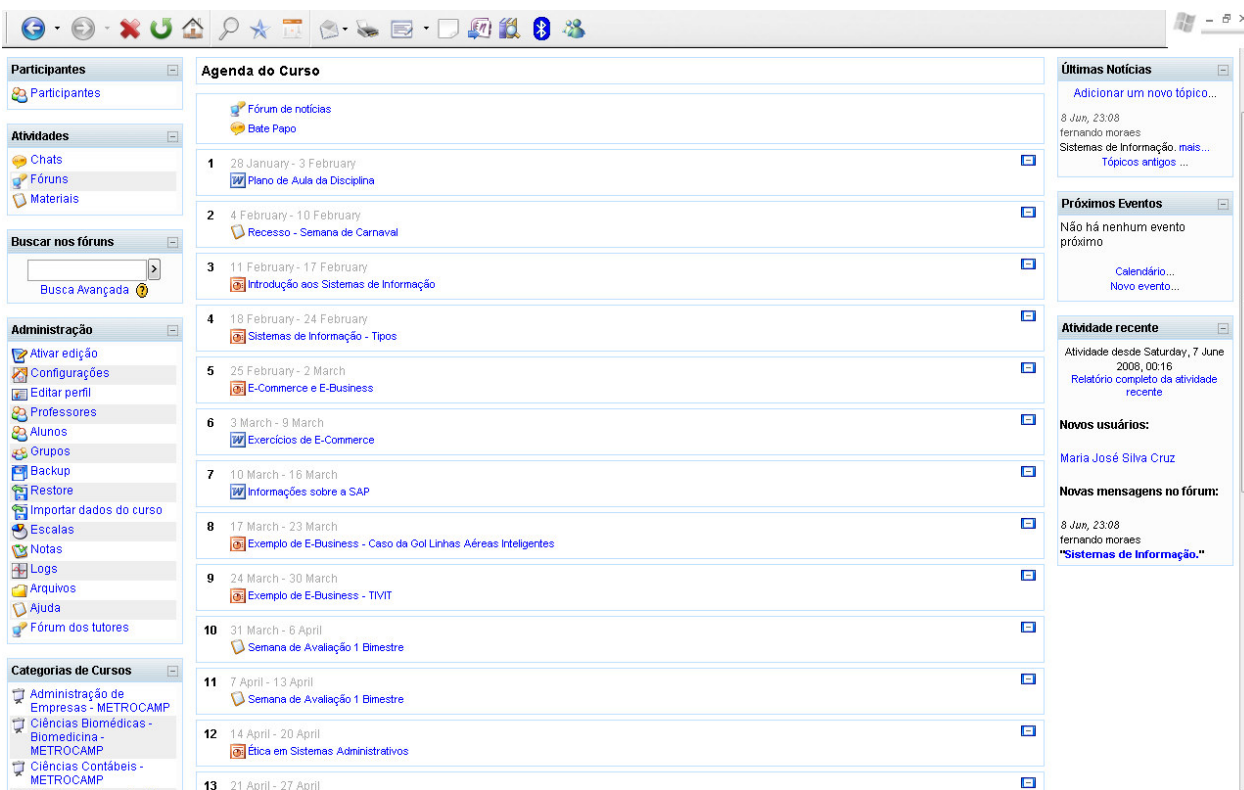 Participantes
Participantes
Atividades
Chats
Fóruns
Materiais
Buscar nos fóruns
Busca Avançada
Administração
Ativar edição
Configurações
Editar perfil
Professores
Alunos
Grupos
Backup
Restore
Importar dados do curso
Escalas
Notas
Logs
Arquivos
Ajuda
Fórum dos tutores
Categorias de Cursos
Administração de
Empresas - METROCAMP
Ciências Biomédicas -
Biomedicina -
METROCAMP
Ciências Contábeis -
METROCAMP
Agenda do Curso
Fórum de notícias
Bate Papo
1 28 January - 3 February
Plano de Aula da Disciplina
2 4 February - 10 February
Recesso - Semana de Carnaval
3 11 February - 17 February
Introdução aos Sistemas de Informação
4 18 February - 24 February
Sistemas de Informação - Tipos
5 25 February - 2 March
E-Commerce e E-Business
6 3 March - 9 March
Exercícios de E-Commerce
7 10 March - 16 March
Informações sobre a SAP
8 17 March - 23 March
Exemplo de E-Business - Caso da Gol Linhas Aéreas Inteligentes
9 24 March - 30 March
Exemplo de E-Business - TIVIT
10 31 March - 6 April
Semana de Avaliação 1 Bimestre
11 7 April - 13 April
Semana de Avaliação 1 Bimestre
12 14 April - 20 April
Ética em Sistemas Administrativos
13 21 April - 27 April
Últimas Notícias
Adicionar um novo tópico...
8 Jun, 23:08
fernando moraes
Sistemas de Informação. mais...
Tópicos antigos ...
Próximos Eventos
Não há nenhum evento
próximo
Calendário...
Novo evento...
Atividade recente
Atividade desde Saturday, 7 June
2008, 00:16
Relatório completo da atividade
recente
Novos usuários:
Maria José Silva Cruz
Novas mensagens no fórum:
8 Jun, 23:08
fernando moraes
"Sistemas de Informação."